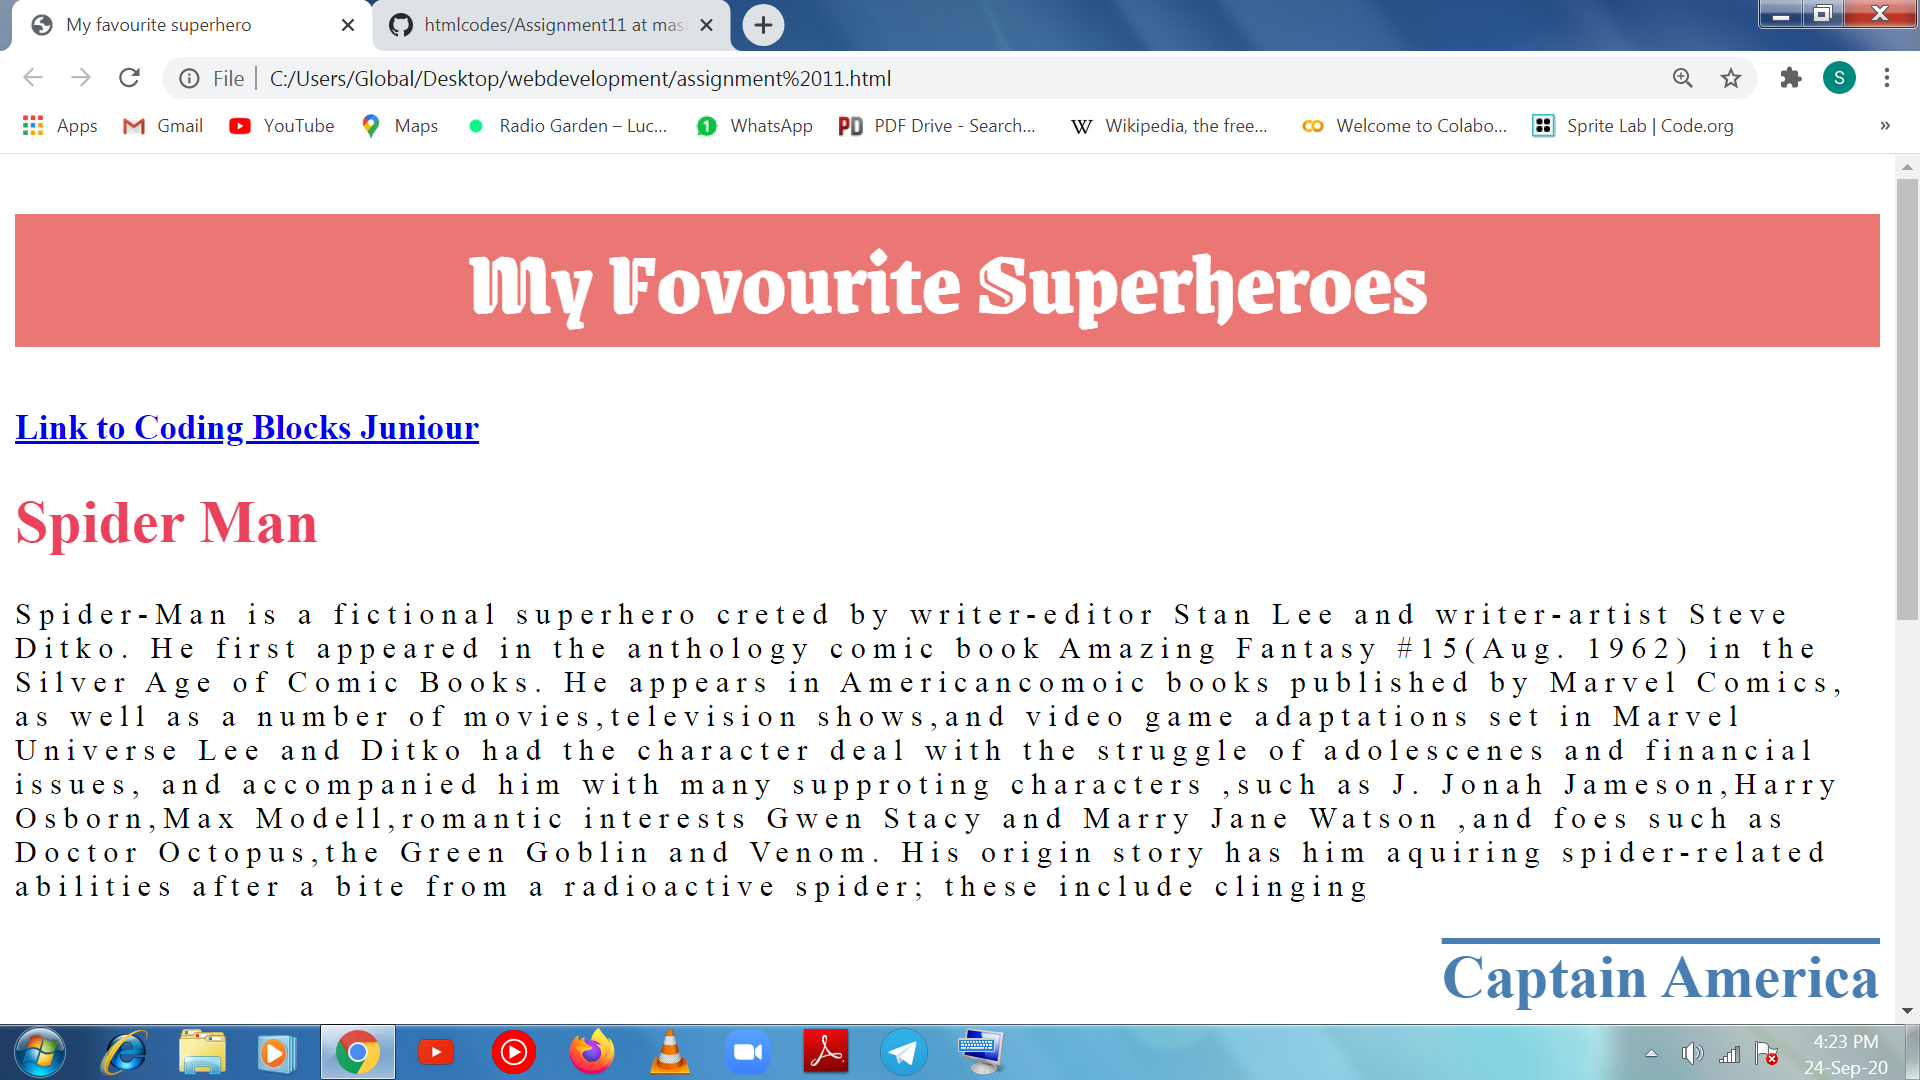 My favourite superhero
htmlcodes/Assignment11 at mas
File
C:/Users/Global/Desktop/webdevelopment/assignment%2011.html
S
Apps
Gmail
YouTube
Maps
Radio Garden – Luc...
1
WhatsApp
PD
PDF Drive - Search...
W
Wikipedia, the free...
Welcome to Colabo...
Sprite Lab | Code.org
»
My Fovourite Superheroes
Link to Coding Blocks Juniour
Spider Man
Spider-Man is a fictional superhero creted by writer-editor Stan Lee and writer-artist Steve
Ditko. He first appeared in the anthology comic book Amazing Fantasy #15(Aug. 1962) in the
Silver Age of Comic Books. He appears in Americancomoic books published by Marvel Comics,
as well as a number of movies,television shows,and video game adaptations set in Marvel
Universe Lee and Ditko had the character deal with the struggle of adolescenes and financial
issues, and accompanied him with many supproting characters ,such as J. Jonah Jameson,Harry
Osborn,Max Modell,romantic interests Gwen Stacy and Marry Jane Watson ,and foes such as
Doctor Octopus,the Green Goblin and Venom. His origin story has him aquiring spider-related
abilities after a bite from a radioactive spider; these include clinging
Captain America
4:23 PM
24-Sep-20